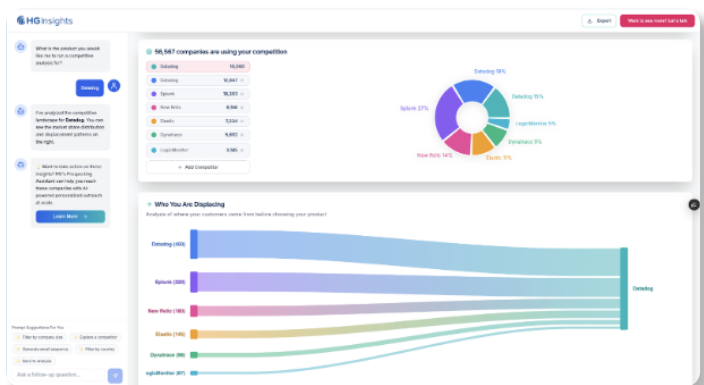 HG Insights
Export
Want to see more? Let's talk
What is the product you would
like me to run a competitive
analysis for?
Datadog
I've analyzed the competitive
landscape for Datadog. You can
see the market share distribution
and displacement patterns on
the right.
Want to take action on these
insights? HG's Prospecting
Assistant can help you reach
these companies with AI
powered personalized outreach
at scale.
Learn More
Prompt Suggestions For You
Filter by company size
Explore a competitor
Generate email sequence
Filter by country
Send to analysis
Ask a follow-up question...
56,567 companies are using your competition
Datadog
Datadog
Splunk
New Relic
Elastic
Dynatrace
LogicMonitor
+ Add Competitor
Datadog 19%
Datadog 15%
LogicMonitor 5%
Dynatrace 9%
Elastic 11%
New Relic 14%
Splunk 27%
Who You Are Displacing
Analysis of where your customers came from before choosing your product
Datadog
Splunk
New Relic
Elastic
Dynatrace
ogicMonitor
Datadog